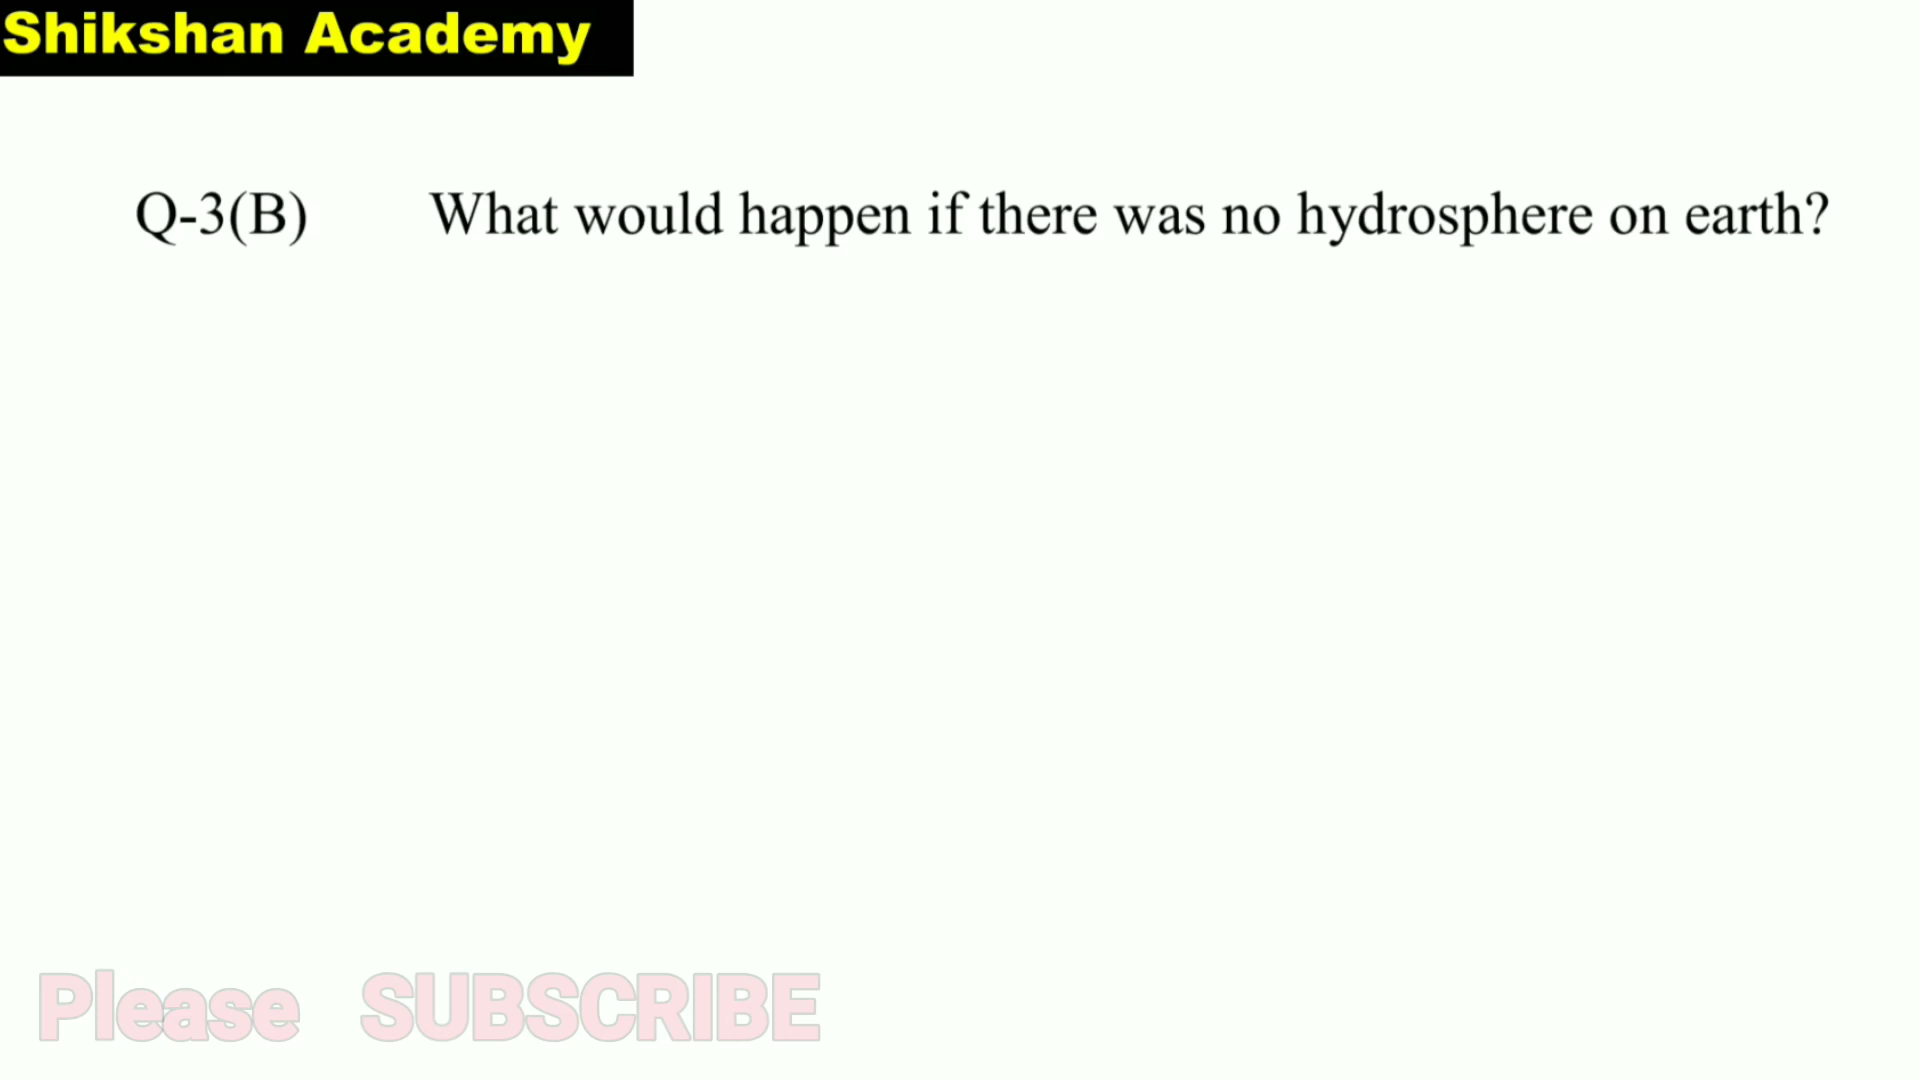 Shikshan Academy
Q-3(B) What would happen if there was no hydrosphere on earth?
Please SUBSCRIBE